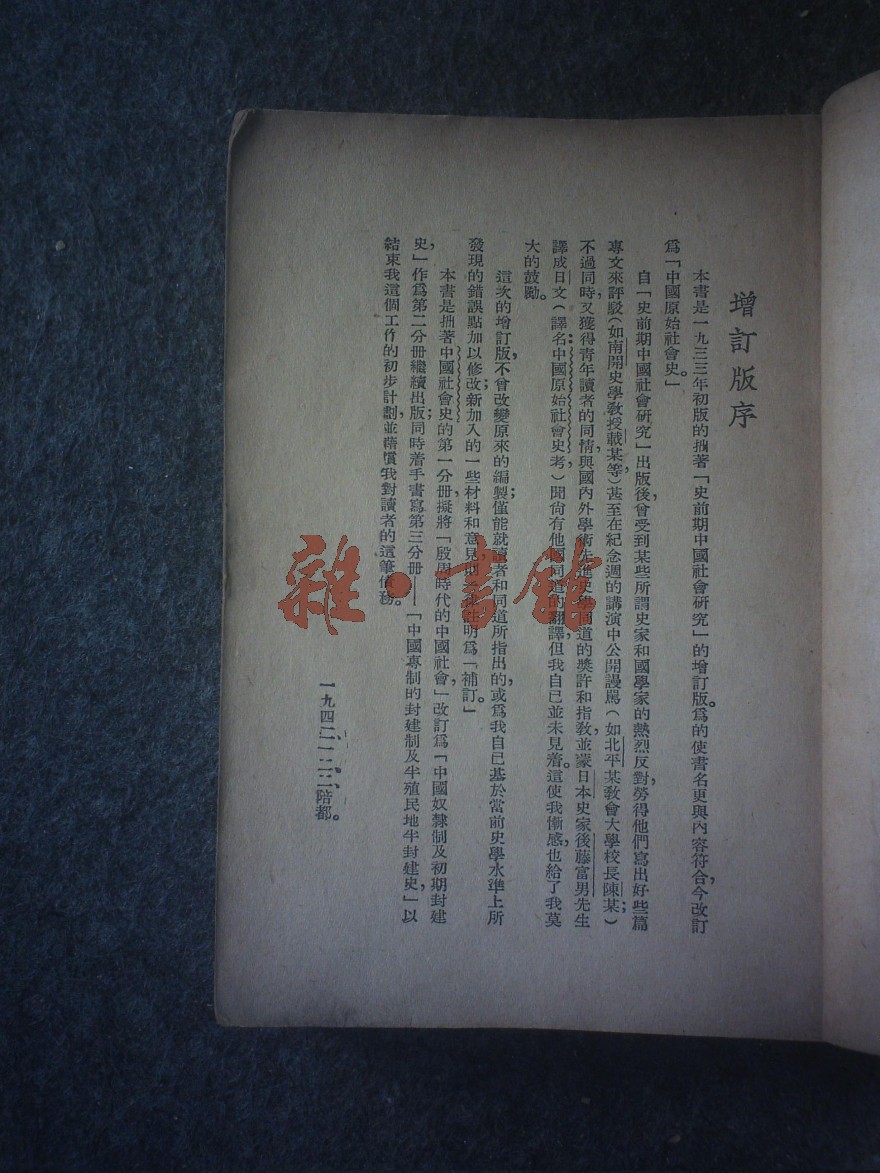 增訂版序
本書是一九三三年初版的拙著「史前期中國社會研究」的增訂版。爲的使書名更與內容符合,今改訂
爲「中國原始社會史。」
自「史前期中國社會研究」出版後,會受到某些所謂史家和國學家的熱烈反對,勞得他們寫出好些篇
專文來評駁(如南開史學敎授載某等,)甚至在紀念週的講演中公開謾罵(如北平某敎會大學校長陳某;)
不過同時,又獲得靑年讀者的同情,與國內外學術先進史學同道的獎許和指敎,並蒙日本史家後藤富男先生
譯成日文(譯名中國原始社會史考,)聞尙有他國同道的翻譯,但我自已並未見着。這使我慚感,也給了我莫
大的鼓勵。
這次的增訂版,不會改變原來的編製;僅能就讀者和同道所指出的,或爲我自已基於當前史學水準上所
發現的錯誤點加以修改;新加入的一些材料和意見,則註明爲「補訂。」
本書是拙著中國社會史的第一分冊,擬將「殷周時代的中國社會」改訂爲「中國奴隸制及初期封建
史,」作爲第二分冊繼續出版;同時着手書寫第三分冊——「中國專制的封建制及半殖民地半封建史,」以
結束我這個工作的初步計劃,並藉償我對讀者的這筆債務。
一九四二、一二、二、陪都。
雜·書館